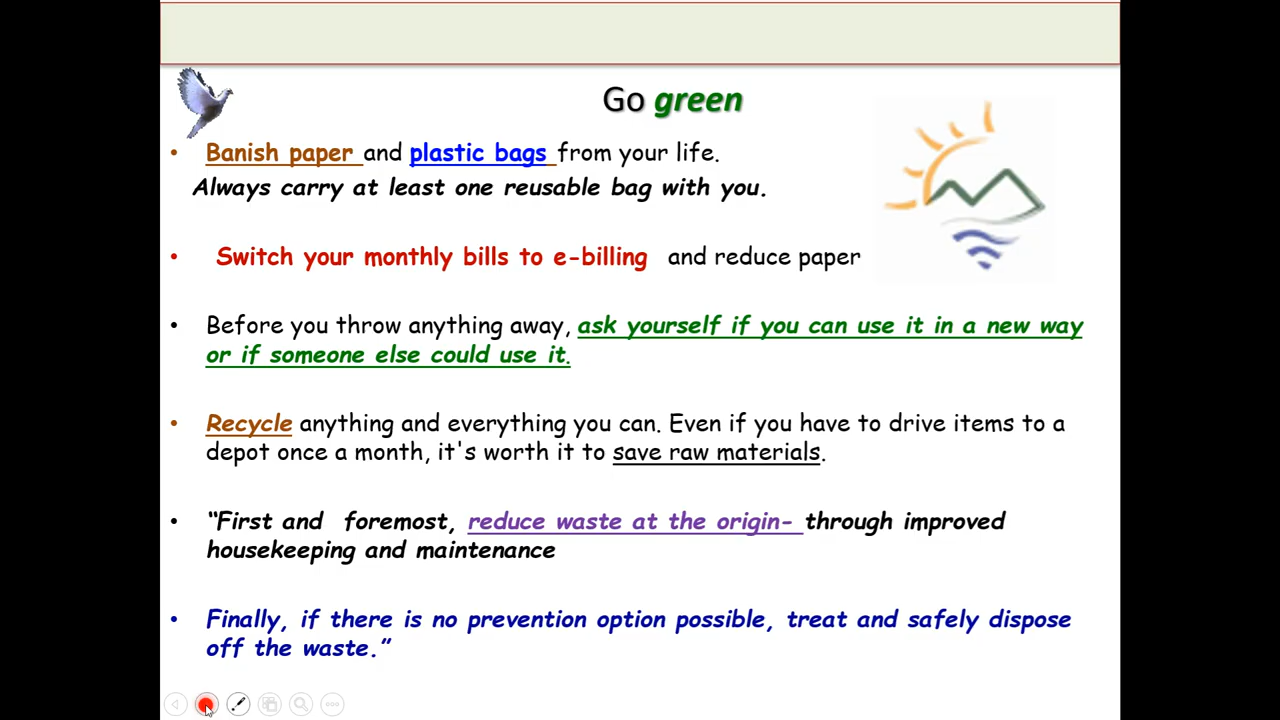 Go green
• Banish paper and plastic bags from your life.
Always carry at least one reusable bag with you.
• Switch your monthly bills to e-billing and reduce paper
• Before you throw anything away, ask yourself if you can use it in a new way
or if someone else could use it.
• Recycle anything and everything you can. Even if you have to drive items to a
depot once a month, it's worth it to save raw materials.
• “First and foremost, reduce waste at the origin- through improved
housekeeping and maintenance
• Finally, if there is no prevention option possible, treat and safely dispose
off the waste.”